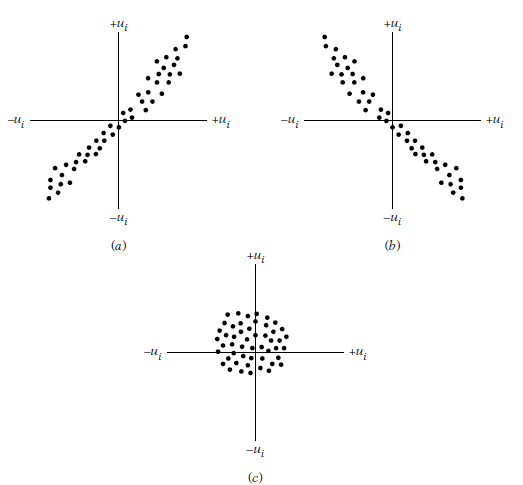 +u_i +u_i
−u_i +u_i −u_i +u_i
−u_i −u_i
(a) (b)
+u_i
−u_i +u_i
−u_i
(c)